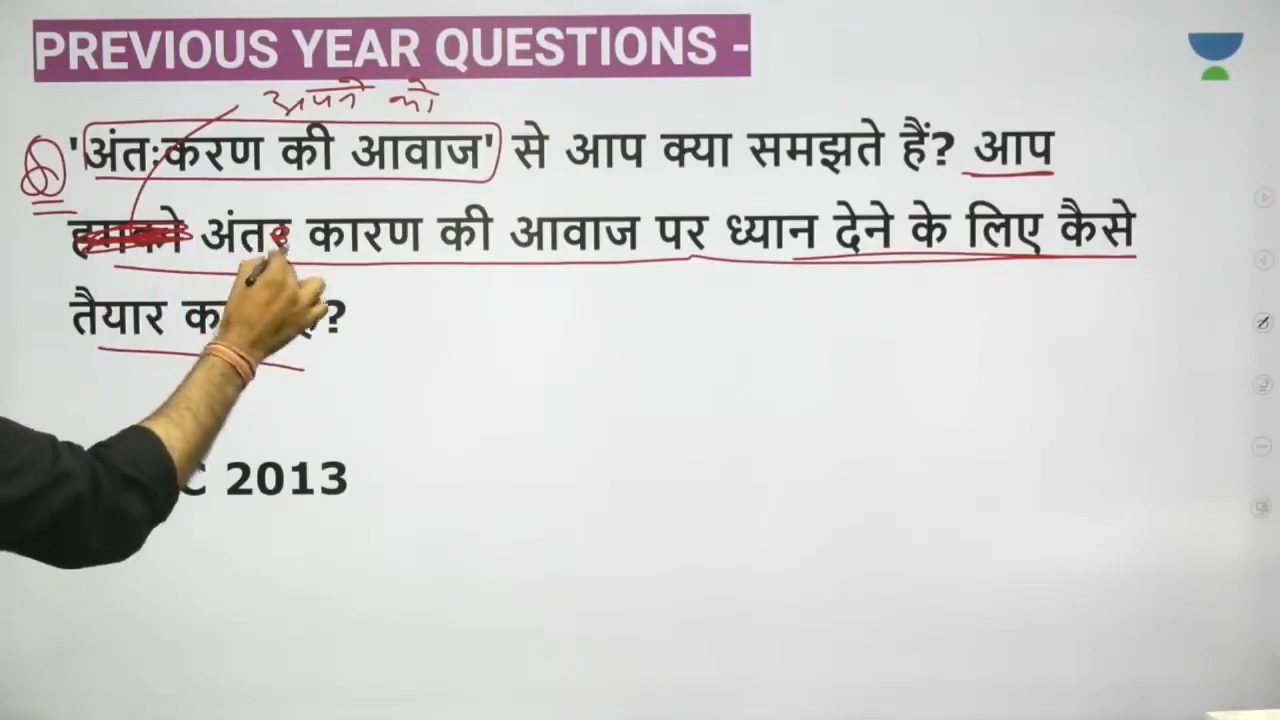 PREVIOUS YEAR QUESTIONS -
अपने को
'अंतःकरण की आवाज' से आप क्या समझते हैं? आप
अंतर कारण की आवाज पर ध्यान देने के लिए कैसे
तैयार ?
2013